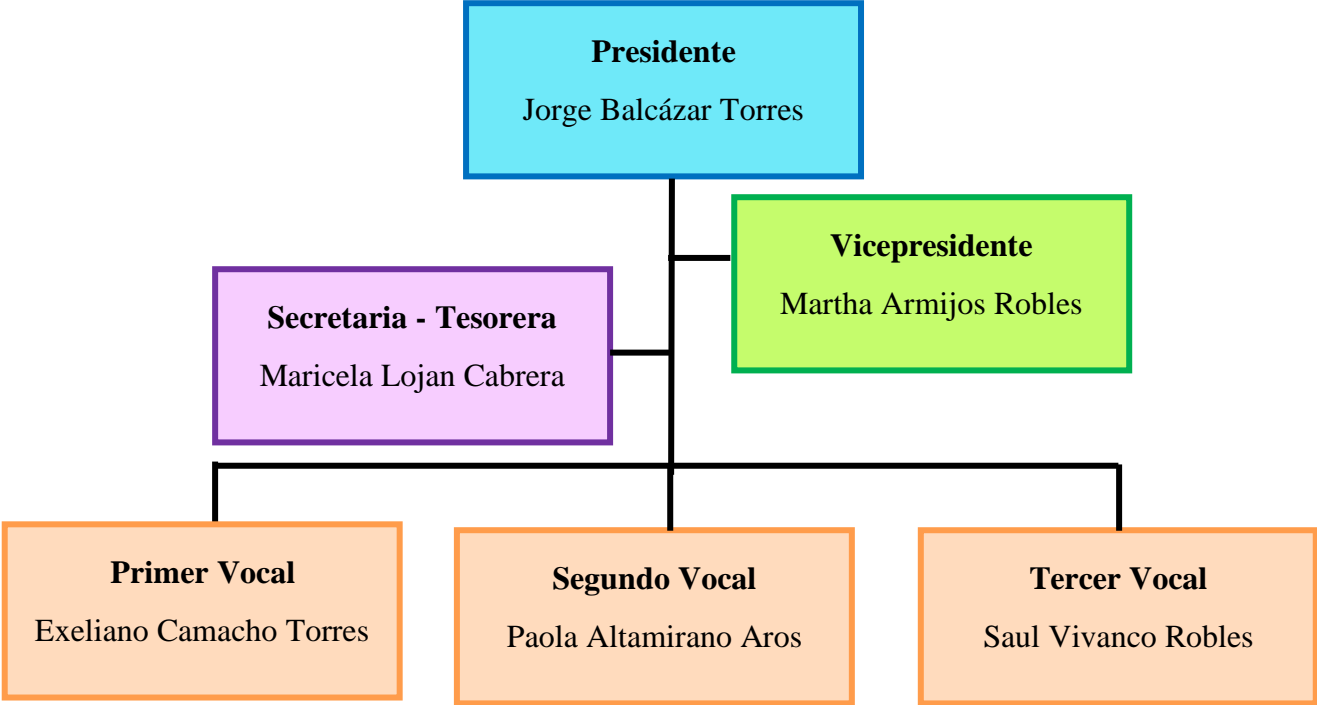 Presidente
Jorge Balcázar Torres
Vicepresidente
Martha Armijos Robles
Secretaria - Tesorera
Maricela Lojan Cabrera
Primer Vocal
Exeliano Camacho Torres
Segundo Vocal
Paola Altamirano Aros
Tercer Vocal
Saul Vivanco Robles